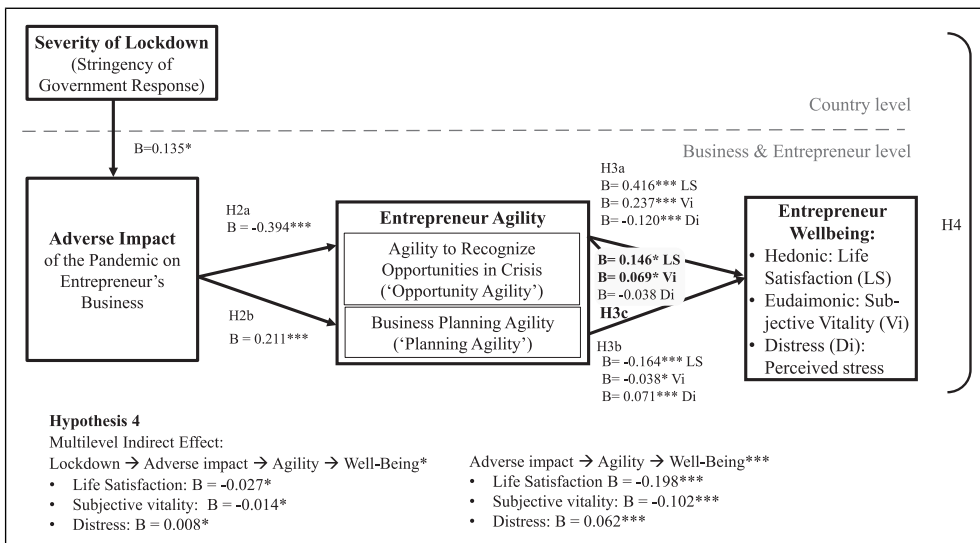 Severity of Lockdown
(Stringency of
Government Response)
Country level
B=0.135*
Business & Entrepreneur level
H4
Adverse Impact
of the Pandemic on
Entrepreneur's
Business
H2a
B = -0.394***
H2b
B = 0.211***
Entrepreneur Agility
Agility to Recognize
Opportunities in Crisis
('Opportunity Agility')
Business Planning Agility
('Planning Agility')
H3a
B= 0.416*** LS
B= 0.237*** Vi
B= -0.120*** Di
B= 0.146* LS
B= 0.069* Vi
B= -0.038 Di
H3c
H3b
B= -0.164*** LS
B= -0.038* Vi
B= 0.071*** Di
Entrepreneur
Wellbeing:
• Hedonic: Life
Satisfaction (LS)
• Eudaimonic: Sub-
jective Vitality (Vi)
• Distress (Di):
Perceived stress
Hypothesis 4
Multilevel Indirect Effect:
Lockdown → Adverse impact → Agility → Well-Being*
• Life Satisfaction: B = -0.027*
• Subjective vitality: B = -0.014*
• Distress: B = 0.008*
Adverse impact → Agility → Well-Being***
• Life Satisfaction B = -0.198***
• Subjective vitality: B = -0.102***
• Distress: B = 0.062***